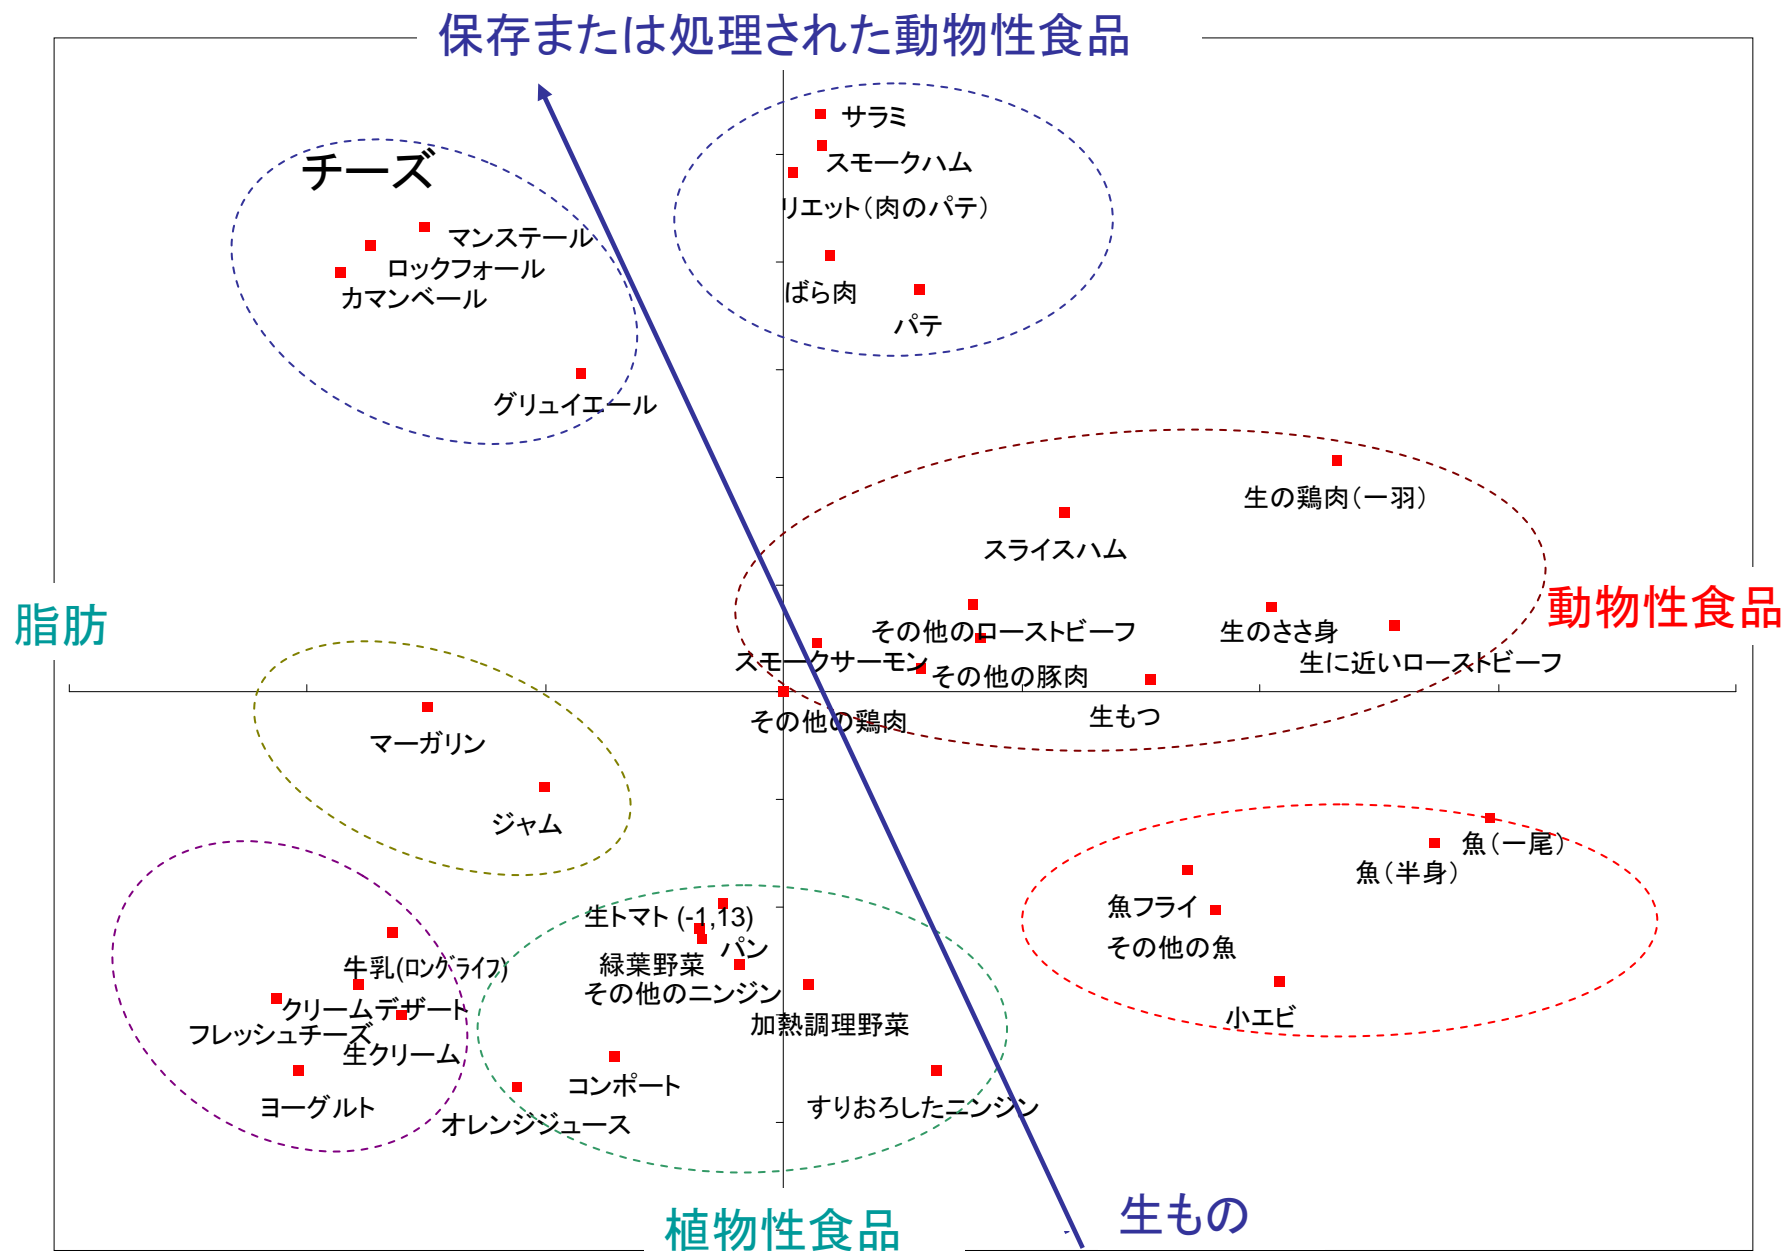 保存または処理された動物性食品
サラミ
スモークハム
チーズ
リエット（肉のパテ）
マンステール
ロックフォール
カマンベール
ばら肉
パテ
グリュイエール
生の鶏肉（一羽）
スライスハム
脂肪
動物性食品
その他のローストビーフ
生のささ身
スモークサーモン
生に近いローストビーフ
その他の豚肉
その他の鶏肉
生もつ
マーガリン
ジャム
魚（一尾）
魚（半身）
魚フライ
生トマト (-1,13)
パン
その他の魚
緑葉野菜
牛乳(ロングライフ)
その他のニンジン
クリームデザート
小エビ
加熱調理野菜
フレッシュチーズ
生クリーム
コンポート
ヨーグルト
すりおろしたニンジン
オレンジジュース
生もの
植物性食品